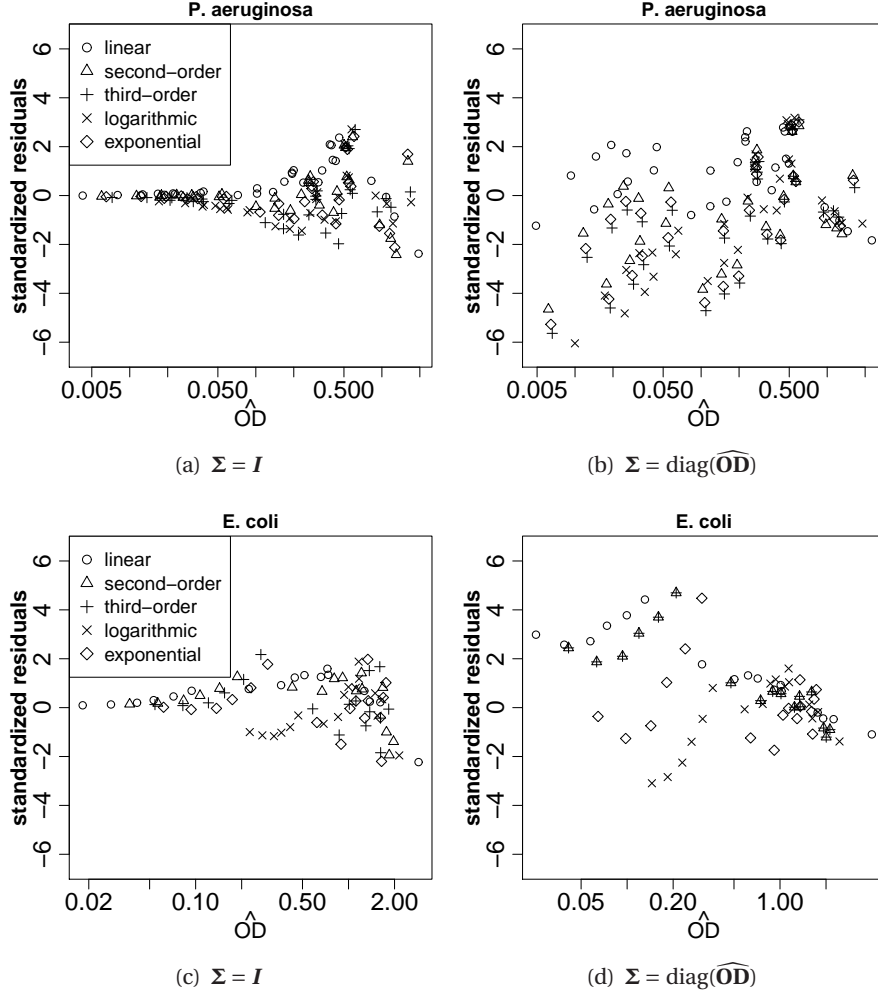 P. aeruginosa
standardized residuals
6
4
2
0
−2
−4
−6
linear
second−order
third−order
logarithmic
exponential
0.005
0.050
0.500
OD^
(a) Σ = I
P. aeruginosa
standardized residuals
6
4
2
0
−2
−4
−6
0.005
0.050
0.500
OD^
(b) Σ = diag(OD^)
E. coli
standardized residuals
6
4
2
0
−2
−4
−6
linear
second−order
third−order
logarithmic
exponential
0.02
0.10
0.50
2.00
OD^
(c) Σ = I
E. coli
standardized residuals
6
4
2
0
−2
−4
−6
0.05
0.20
1.00
OD^
(d) Σ = diag(OD^)